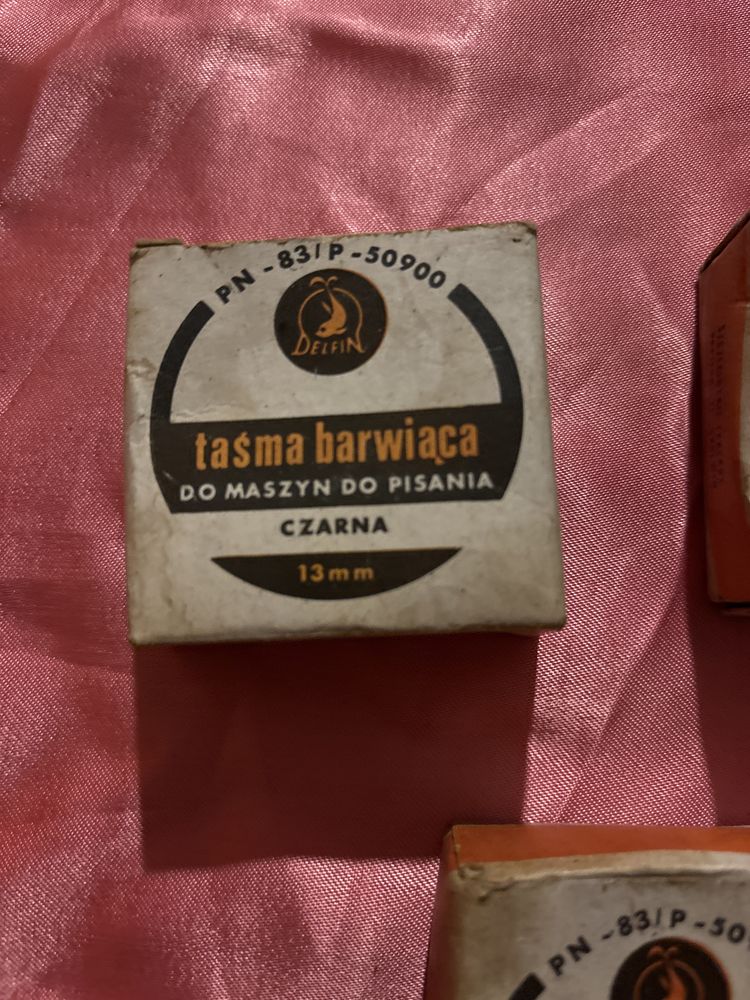 PN-83/P-50900
DELFIN
taśma barwiąca
DO MASZYN DO PISANIA
CZARNA
13mm
PN-83/P-50